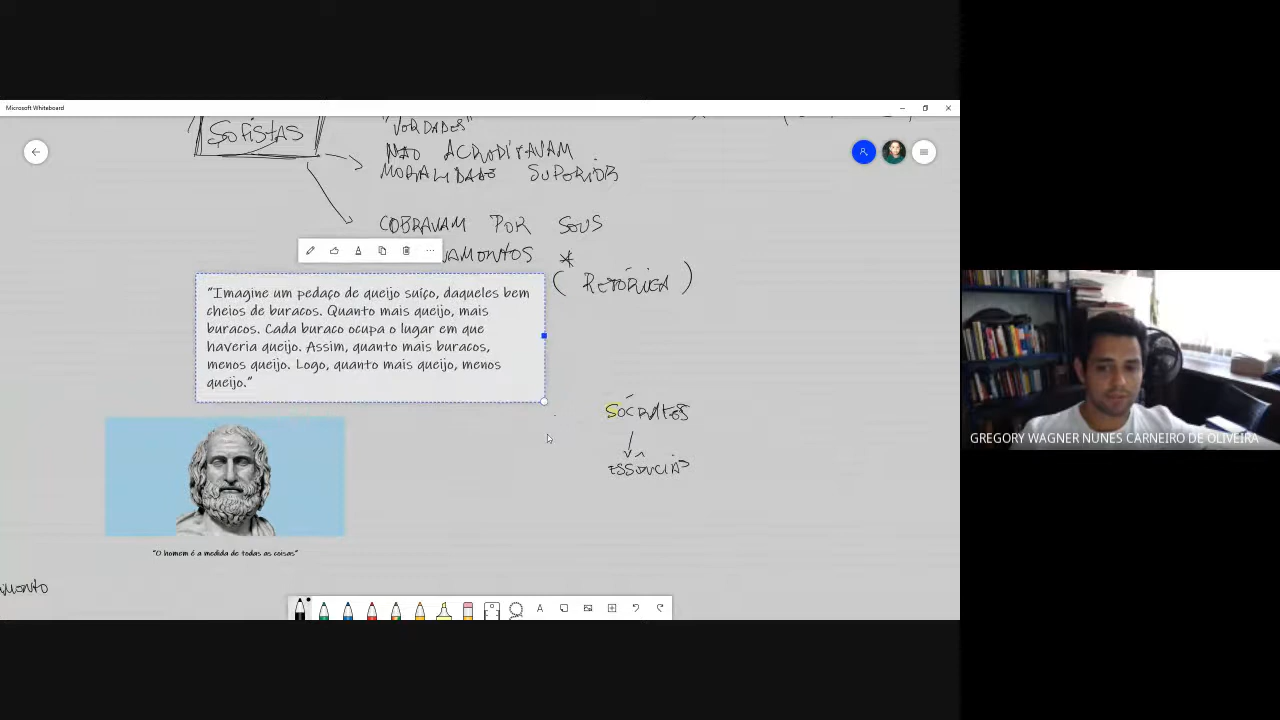 Microsoft Whiteboard
SOFISTAS
"VERDADES"
NÃO ACREDITAVAM
MORALIDADE SUPERIOR
COBRAVAM POR SEUS
*
(RETÓRICA)
"Imagine um pedaço de queijo suíço, daqueles bem
cheios de buracos. Quanto mais queijo, mais
buracos. Cada buraco ocupa o lugar em que
haveria queijo. Assim, quanto mais buracos,
menos queijo. Logo, quanto mais queijo, menos
queijo."
SÓCRATES
ESSÊNCIAS
GREGORY WAGNER NUNES CARNEIRO DE OLIVEIRA
"O homem é a medida de todas as coisas"